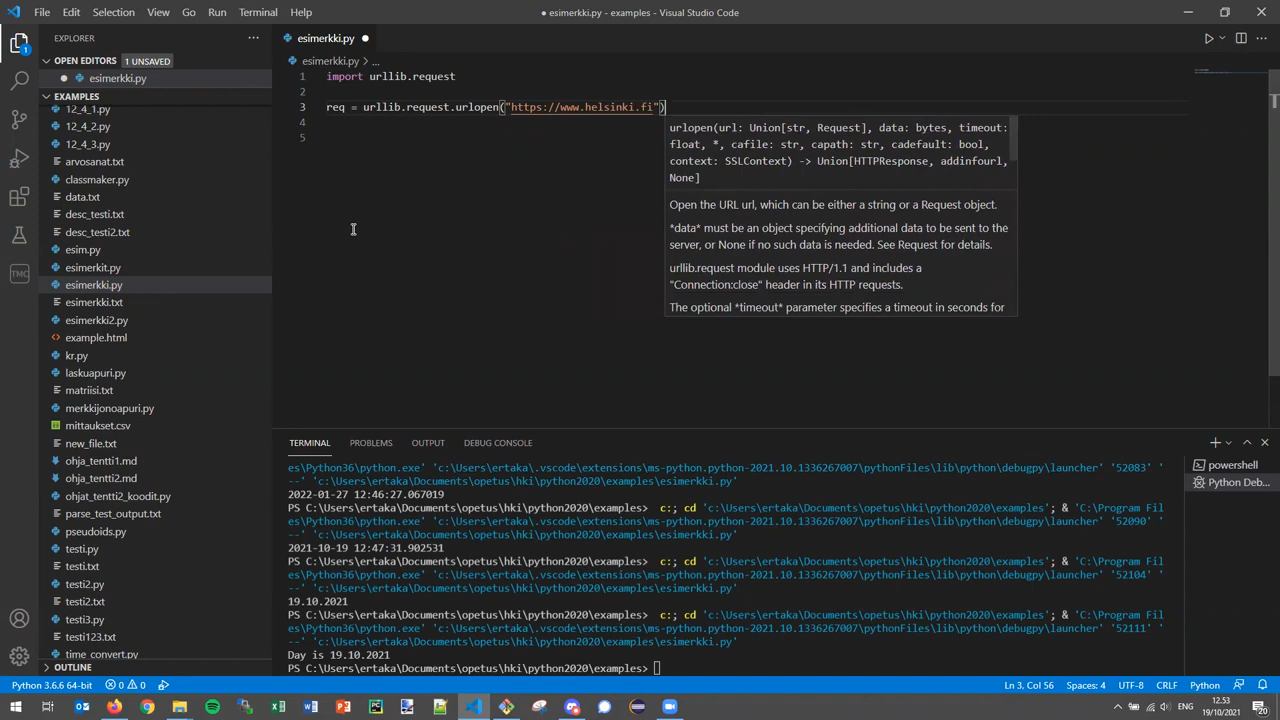 File Edit Selection View Go Run Terminal Help
● esimerkki.py - examples - Visual Studio Code
EXPLORER
OPEN EDITORS 1 UNSAVED
esimerkki.py
EXAMPLES
12_4_1.py
12_4_2.py
12_4_3.py
arvosanat.txt
classmaker.py
data.txt
desc_testi.txt
desc_testi2.txt
esim.py
esimerkit.py
esimerkki.py
esimerkki.txt
esimerkki2.py
example.html
kr.py
laskuapuri.py
matriisi.txt
merkkijonoapuri.py
mittaukset.csv
new_file.txt
ohja_tentti1.md
ohja_tentti2.md
ohjat_tentti2_koodit.py
parse_test_output.txt
pseudoids.py
testi.py
testi.txt
testi2.py
testi2.txt
testi3.py
testi123.txt
time_convert.py
OUTLINE
TMC
esimerkki.py
esimerkki.py > ...
1 import urllib.request
2
3 req = urllib.request.urlopen("https://www.helsinki.fi")
4
5
urlopen(url: Union[str, Request], data: bytes, timeout:
float, *, cafile: str, capath: str, cadefault: bool,
context: SSLContext) -> Union[HTTPResponse, addinfourl,
None]
Open the URL url, which can be either a string or a Request object.
*data* must be an object specifying additional data to be sent to the
server, or None if no such data is needed. See Request for details.
urllib.request module uses HTTP/1.1 and includes a
"Connection:close" header in its HTTP requests.
The optional *timeout* parameter specifies a timeout in seconds for
TERMINAL PROBLEMS OUTPUT DEBUG CONSOLE
es\Python36\python.exe' 'c:\Users\ertaka\.vscode\extensions\ms-python.python-2021.10.1336267007\pythonFiles\lib\python\debugpy\launcher' '52083' '
--' 'c:\Users\ertaka\Documents\opetus\hki\python2020\examples\esimerkki.py'
2022-01-27 12:46:27.067019
PS C:\Users\ertaka\Documents\opetus\hki\python2020\examples> c:; cd 'c:\Users\ertaka\Documents\opetus\hki\python2020\examples'; & 'C:\Program Fil
es\Python36\python.exe' 'c:\Users\ertaka\.vscode\extensions\ms-python.python-2021.10.1336267007\pythonFiles\lib\python\debugpy\launcher' '52090' '
--' 'c:\Users\ertaka\Documents\opetus\hki\python2020\examples\esimerkki.py'
2021-10-19 12:47:31.902531
PS C:\Users\ertaka\Documents\opetus\hki\python2020\examples> c:; cd 'c:\Users\ertaka\Documents\opetus\hki\python2020\examples'; & 'C:\Program Fil
es\Python36\python.exe' 'c:\Users\ertaka\.vscode\extensions\ms-python.python-2021.10.1336267007\pythonFiles\lib\python\debugpy\launcher' '52104' '
--' 'c:\Users\ertaka\Documents\opetus\hki\python2020\examples\esimerkki.py'
19.10.2021
PS C:\Users\ertaka\Documents\opetus\hki\python2020\examples> c:; cd 'c:\Users\ertaka\Documents\opetus\hki\python2020\examples'; & 'C:\Program Fil
es\Python36\python.exe' 'c:\Users\ertaka\.vscode\extensions\ms-python.python-2021.10.1336267007\pythonFiles\lib\python\debugpy\launcher' '52111' '
--' 'c:\Users\ertaka\Documents\opetus\hki\python2020\examples\esimerkki.py'
Day is 19.10.2021
PS C:\Users\ertaka\Documents\opetus\hki\python2020\examples>
powershell
Python Deb...
Python 3.6.6 64-bit 0 0
Ln 3, Col 56 Spaces: 4 UTF-8 CRLF Python
12.53
19/10/2021
20